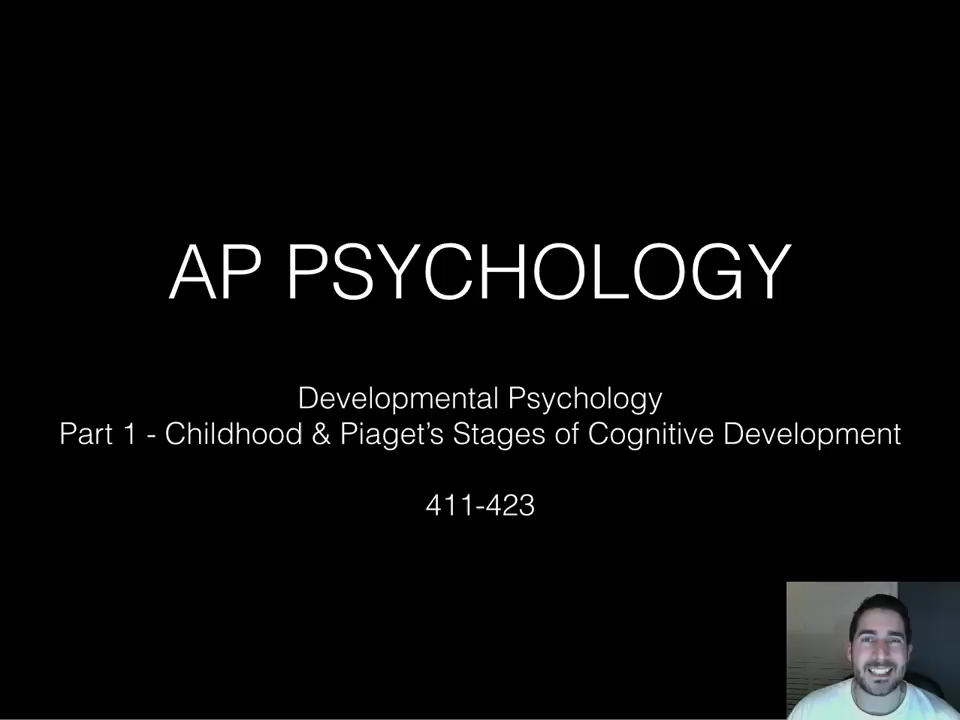 AP PSYCHOLOGY
Developmental Psychology
Part 1 - Childhood & Piaget’s Stages of Cognitive Development
411-423